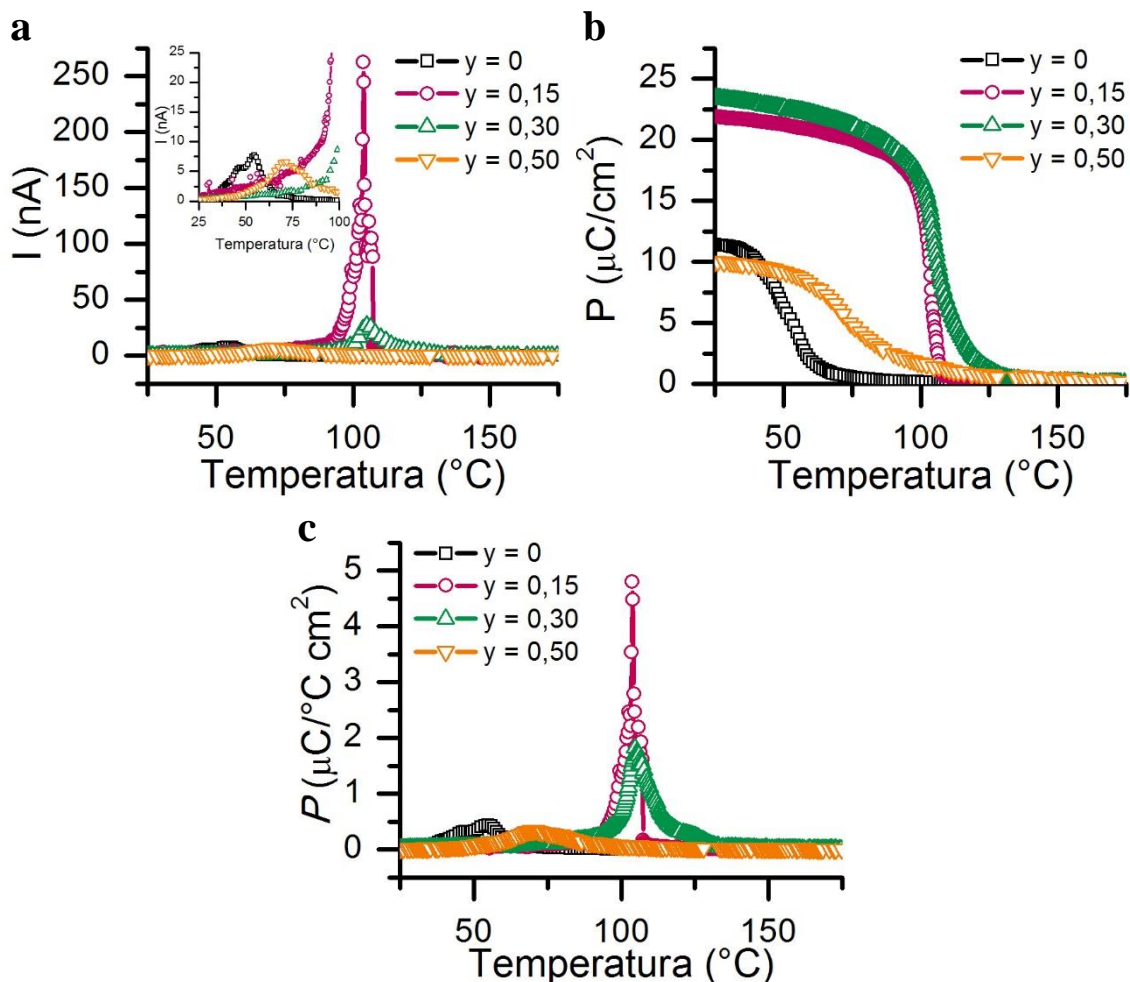 a
I (nA)
250
200
150
100
50
0
50
100
150
Temperatura (°C)
y = 0
y = 0,15
y = 0,30
y = 0,50
I (nA)
25
20
15
10
5
0
25
50
75
100
Temperatura (°C)
b
P (μC/cm²)
25
20
15
10
5
0
50
100
150
Temperatura (°C)
y = 0
y = 0,15
y = 0,30
y = 0,50
c
P (μC/°C cm²)
5
4
3
2
1
0
50
100
150
Temperatura (°C)
y = 0
y = 0,15
y = 0,30
y = 0,50